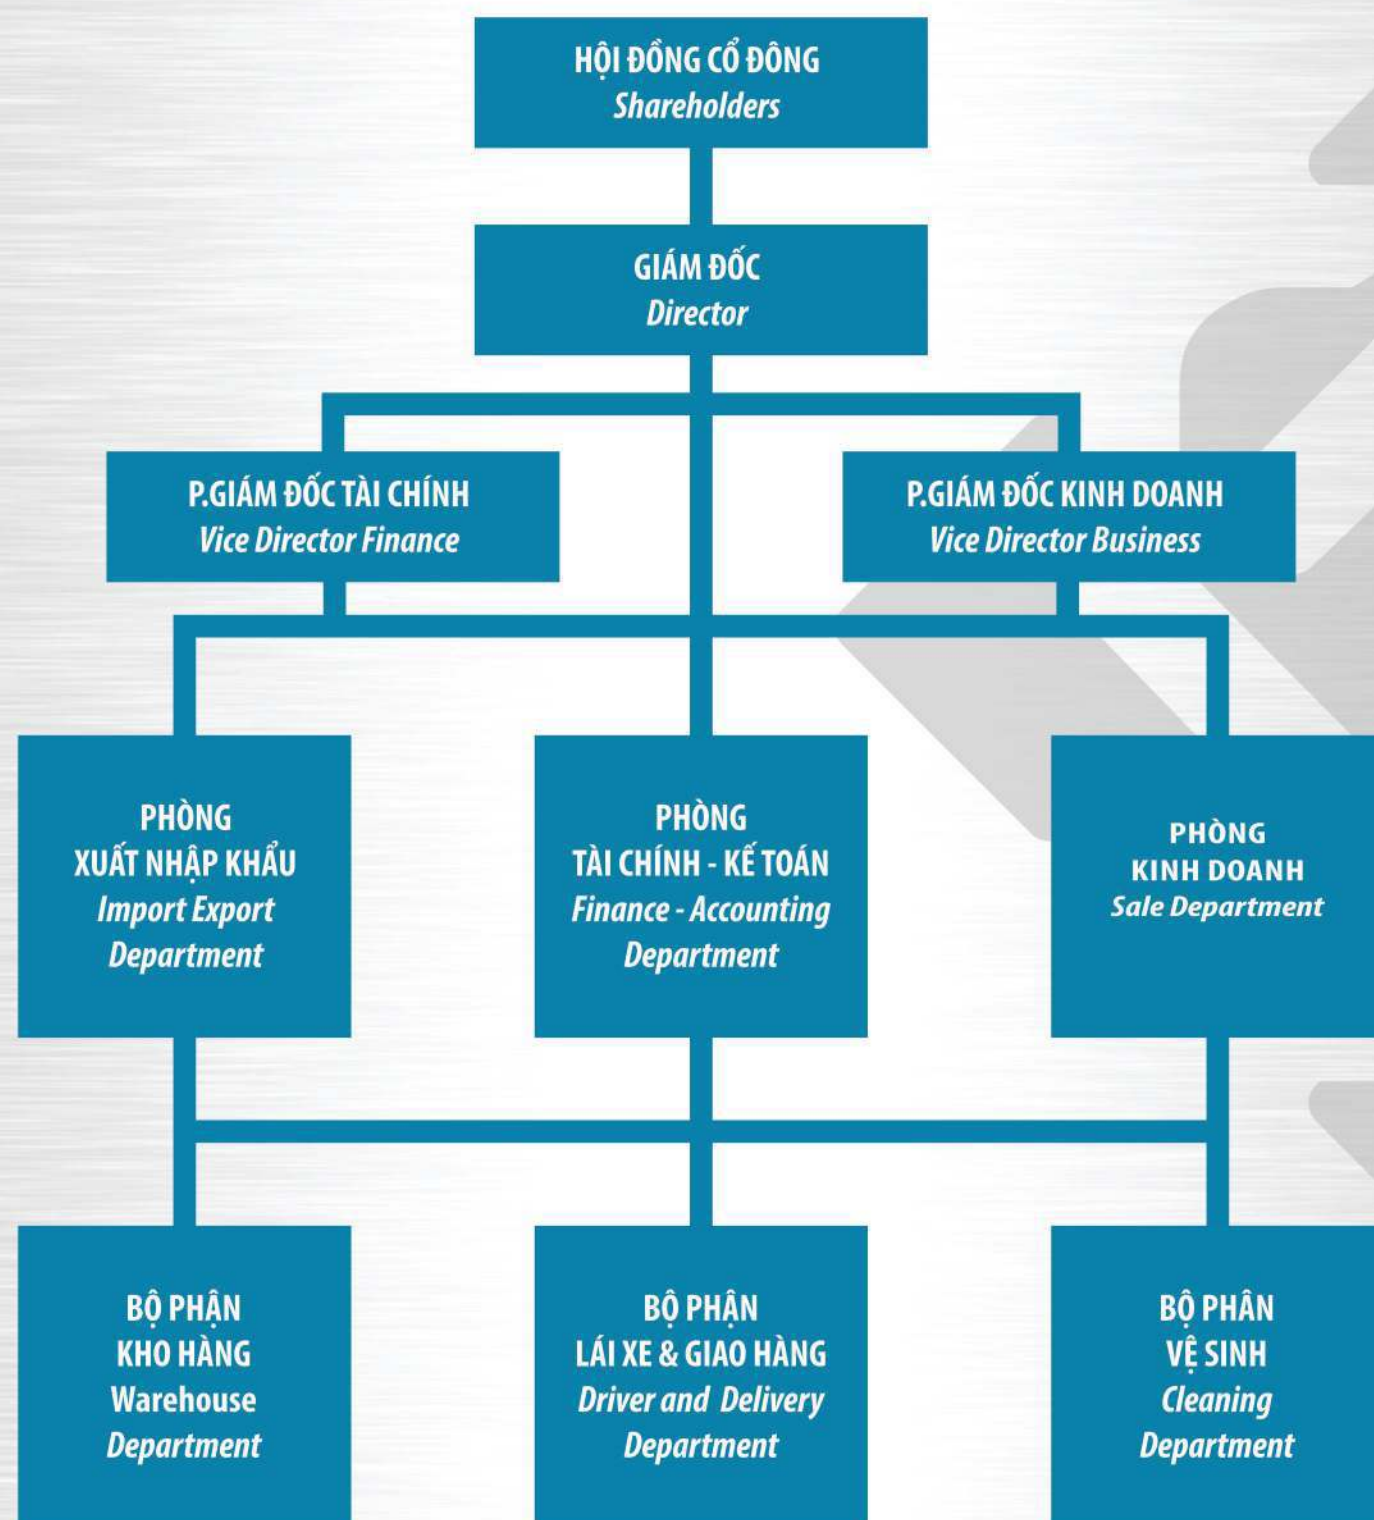 HỘI ĐỒNG CỔ ĐÔNG
Shareholders
GIÁM ĐỐC
Director
P.GIÁM ĐỐC TÀI CHÍNH
Vice Director Finance
P.GIÁM ĐỐC KINH DOANH
Vice Director Business
PHÒNG
XUẤT NHẬP KHẨU
Import Export
Department
PHÒNG
TÀI CHÍNH - KẾ TOÁN
Finance - Accounting
Department
PHÒNG
KINH DOANH
Sale Department
BỘ PHẬN
KHO HÀNG
Warehouse
Department
BỘ PHẬN
LÁI XE & GIAO HÀNG
Driver and Delivery
Department
BỘ PHÂN
VỆ SINH
Cleaning
Department